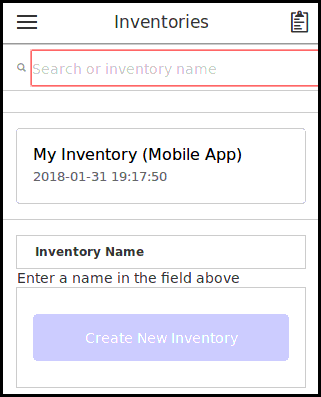 Inventories
Search or inventory name
My Inventory (Mobile App)
2018-01-31 19:17:50
Inventory Name
Enter a name in the field above
Create New Inventory